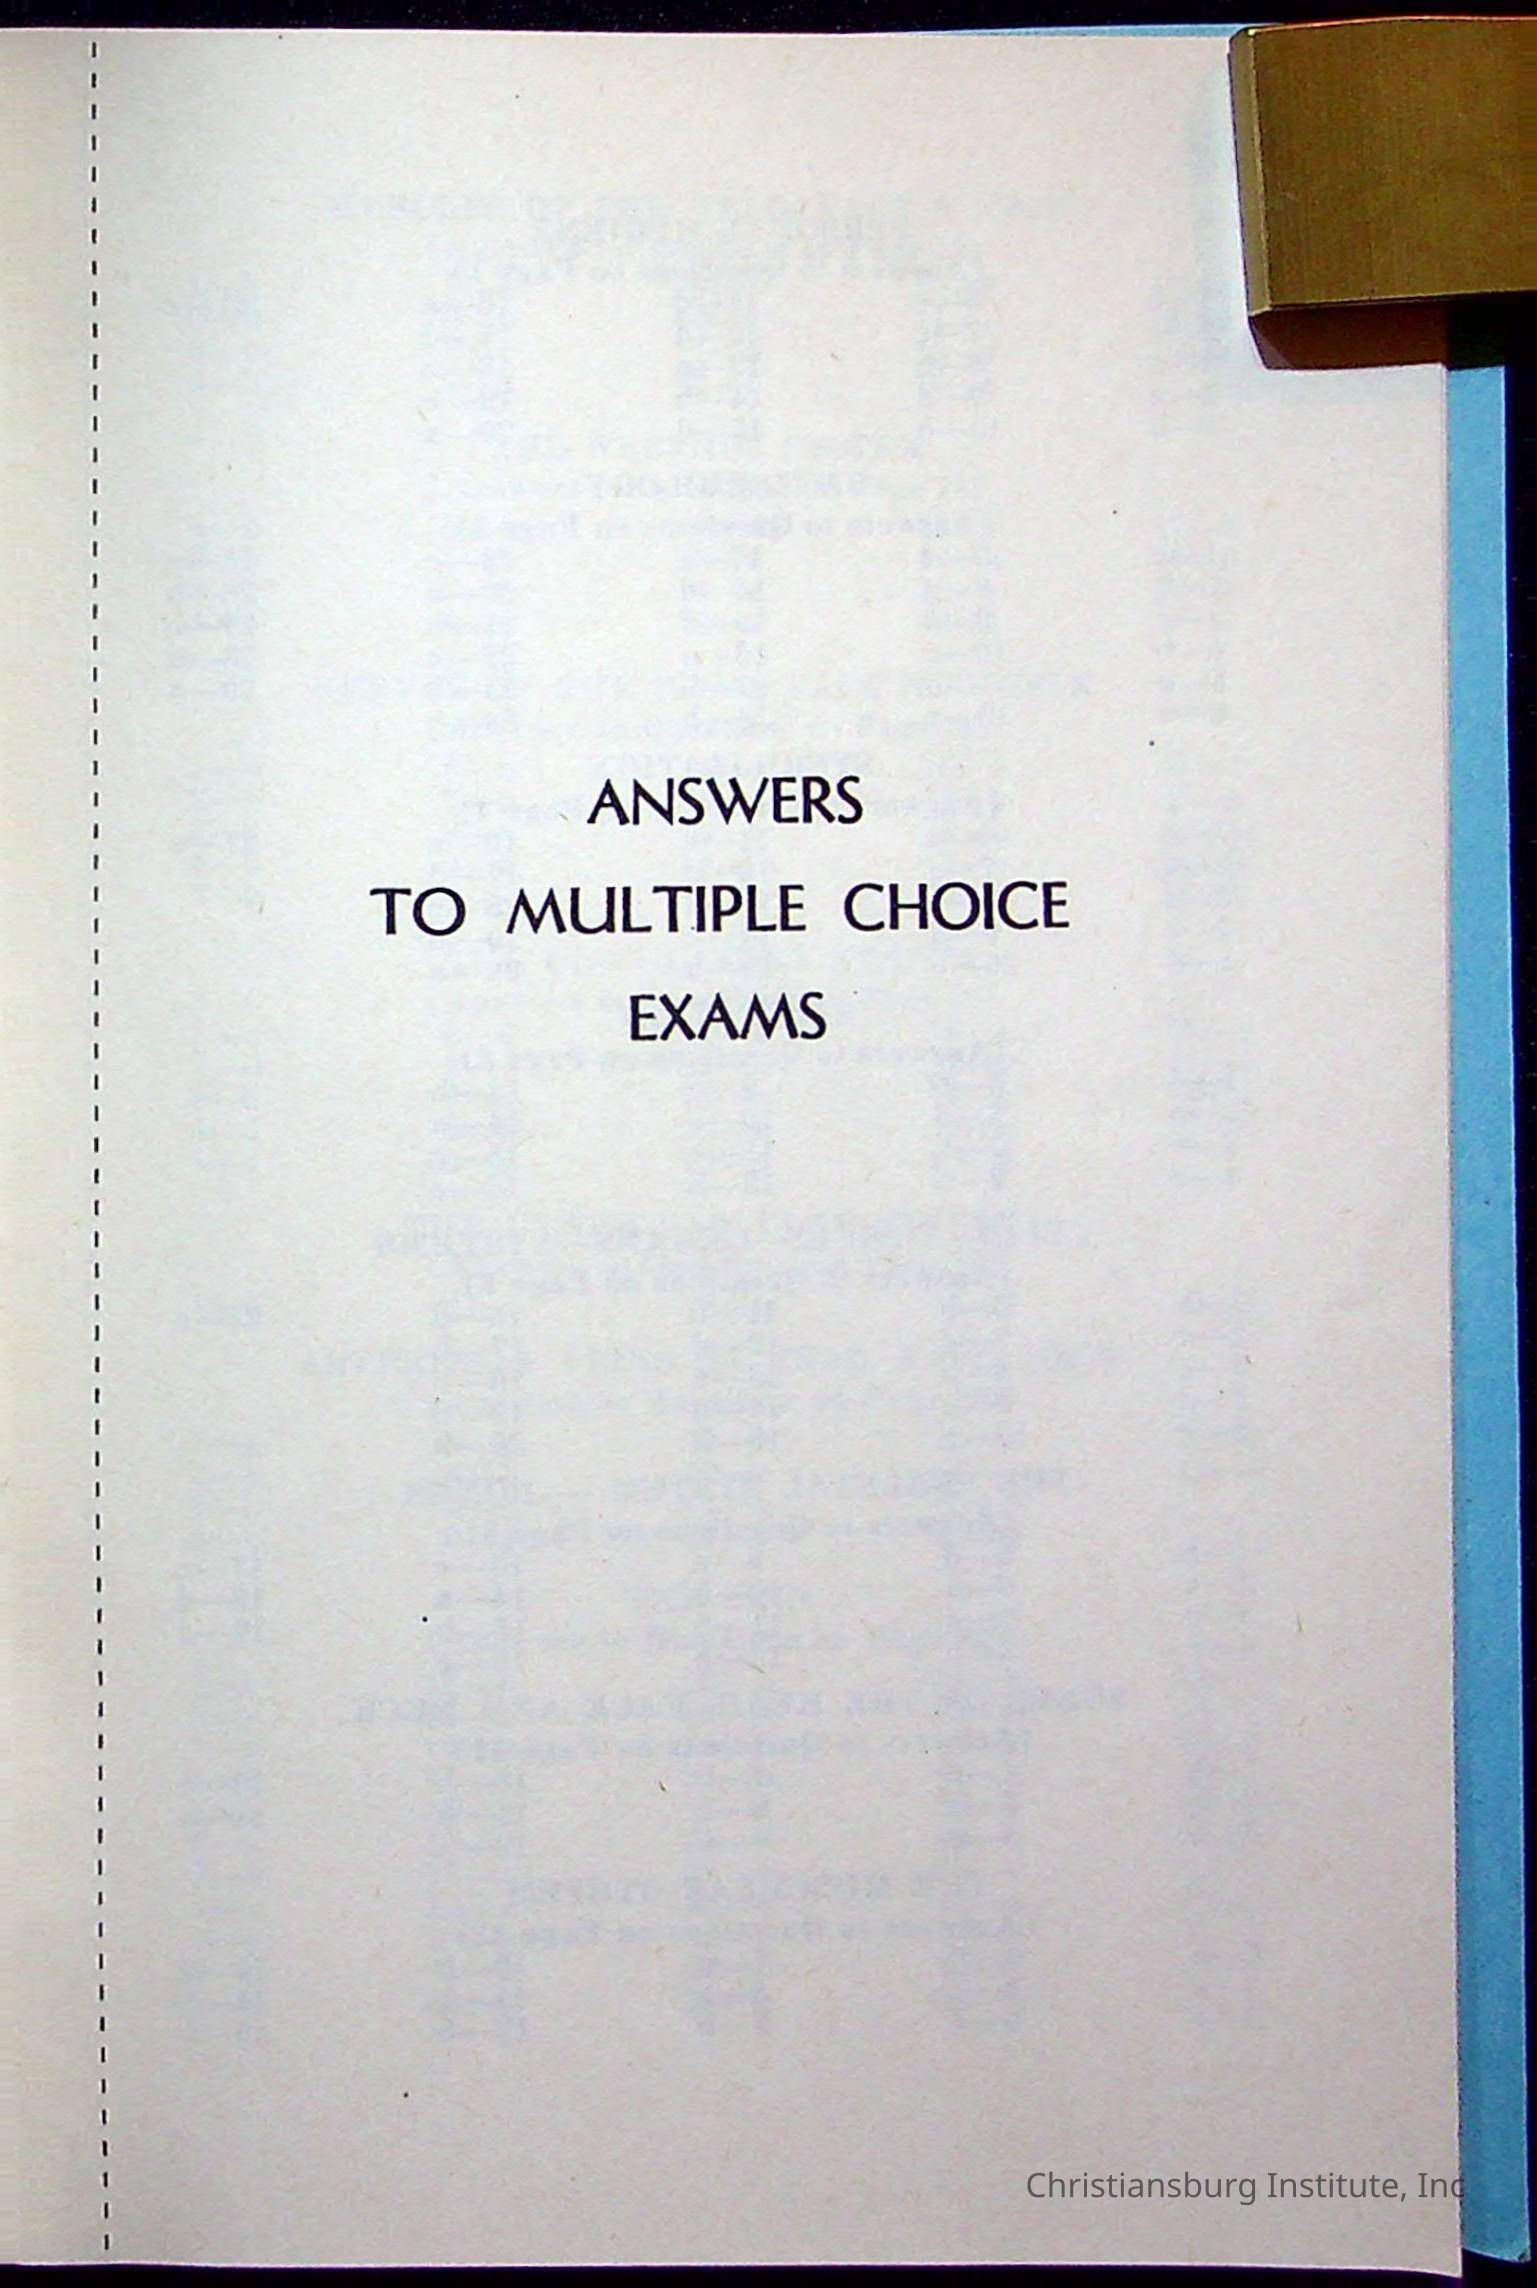 ANSWERS
TO MULTIPLE CHOICE
EXAMS
Christiansburg Institute, Inc